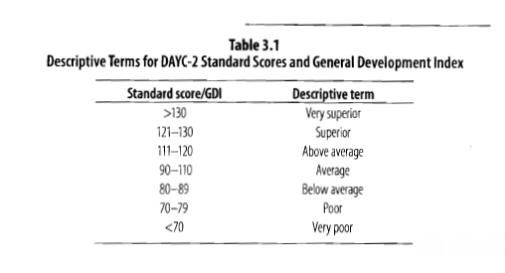 Table 3.1
Descriptive Terms for DAYC-2 Standard Scores and General Development Index
Standard score/GDI Descriptive term
>130 Very superior
121–130 Superior
111–120 Above average
90–110 Average
80–89 Below average
70–79 Poor
<70 Very poor